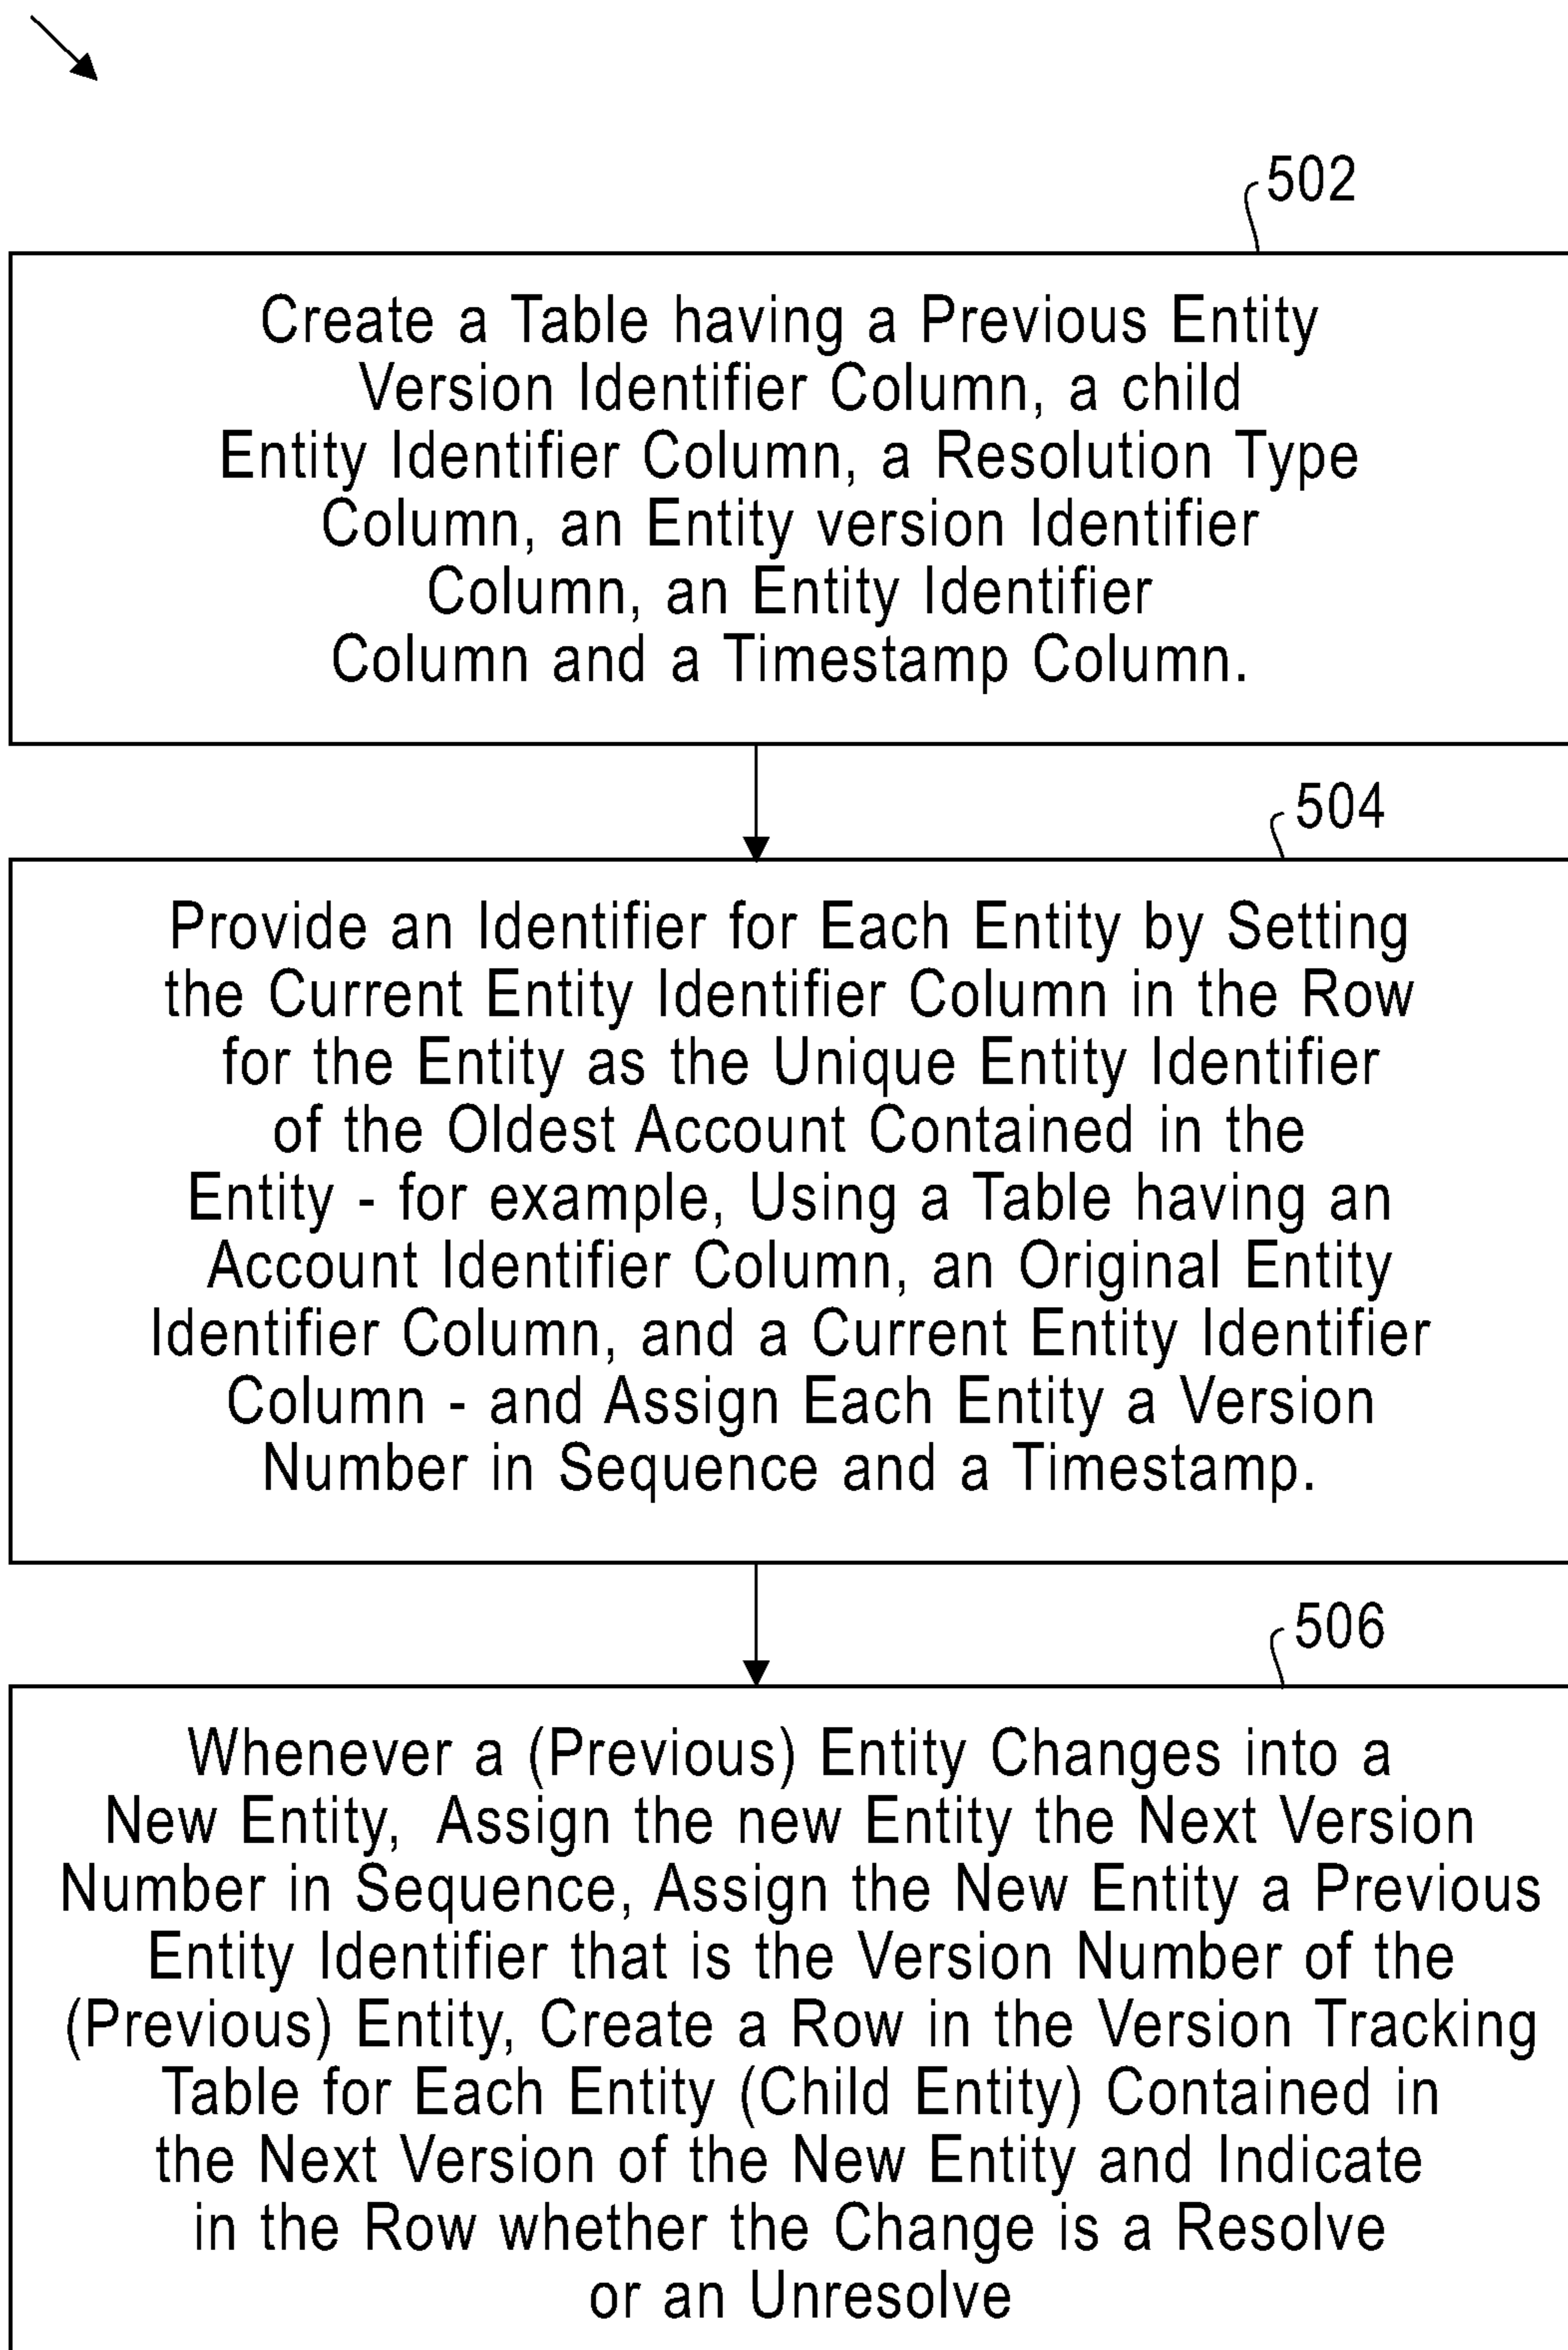 502
Create a Table having a Previous Entity
Version Identifier Column, a child
Entity Identifier Column, a Resolution Type
Column, an Entity version Identifier
Column, an Entity Identifier
Column and a Timestamp Column.
504
Provide an Identifier for Each Entity by Setting
the Current Entity Identifier Column in the Row
for the Entity as the Unique Entity Identifier
of the Oldest Account Contained in the
Entity - for example, Using a Table having an
Account Identifier Column, an Original Entity
Identifier Column, and a Current Entity Identifier
Column - and Assign Each Entity a Version
Number in Sequence and a Timestamp.
506
Whenever a (Previous) Entity Changes into a
New Entity, Assign the new Entity the Next Version
Number in Sequence, Assign the New Entity a Previous
Entity Identifier that is the Version Number of the
(Previous) Entity, Create a Row in the Version Tracking
Table for Each Entity (Child Entity) Contained in
the Next Version of the New Entity and Indicate
in the Row whether the Change is a Resolve
or an Unresolve